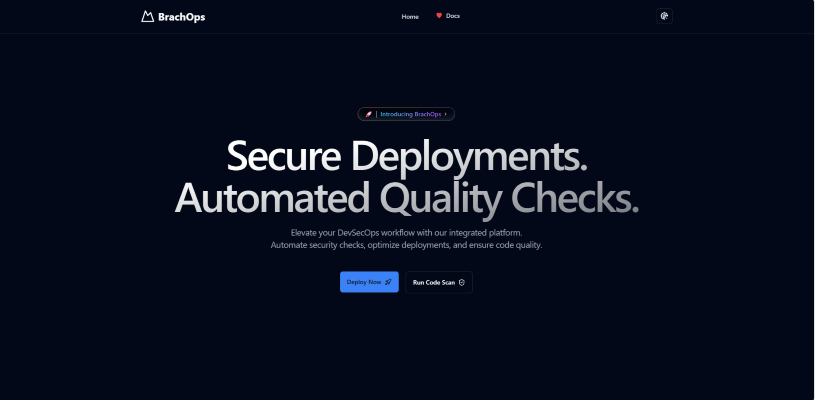 BrachOps
Home
Docs
Introducing BrachOps
Secure Deployments.
Automated Quality Checks.
Elevate your DevSecOps workflow with our integrated platform.
Automate security checks, optimize deployments, and ensure code quality.
Deploy Now
Run Code Scan